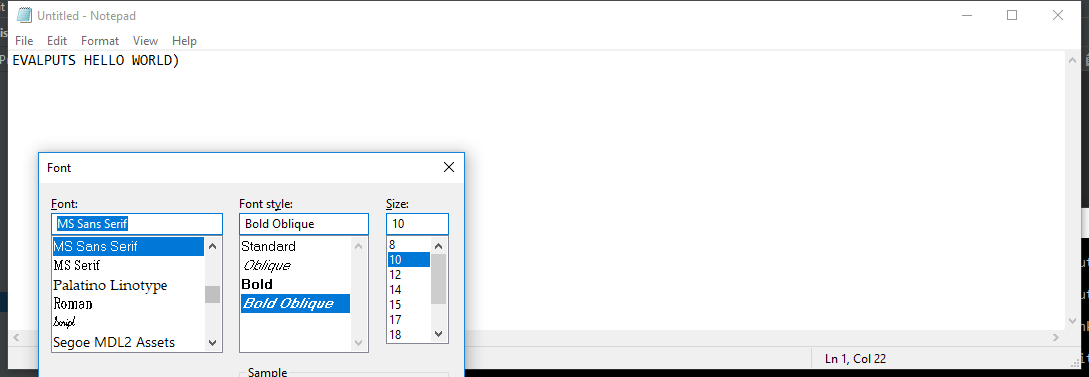 Untitled - Notepad
File Edit Format View Help
EVALPUTS HELLO WORLD)
Font
Font: Font style: Size:
MS Sans Serif Bold Oblique 10
MS Sans Serif Standard 8
MS Serif Oblique 10
Palatino Linotype Bold 12
Roman Bold Oblique 14
Script 15
Segoe MDL2 Assets 17
18
Sample
Ln 1, Col 22